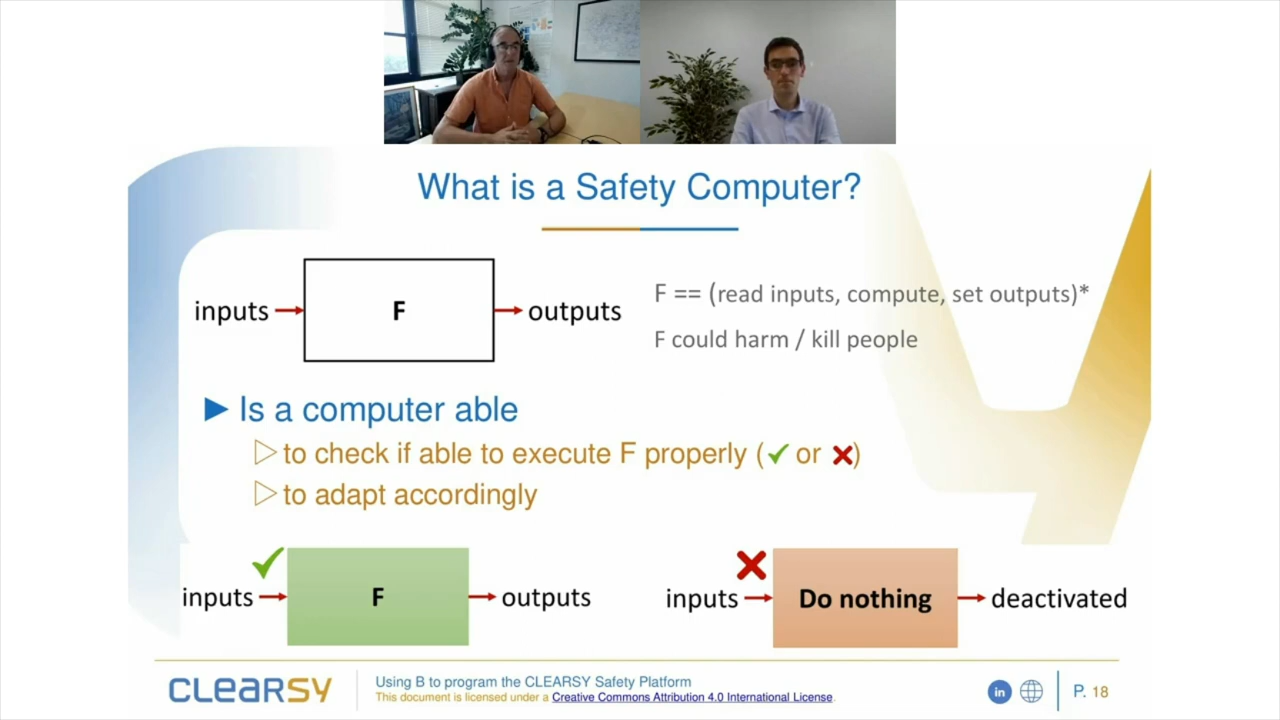 What is a Safety Computer?
inputs
F
outputs
F == (read inputs, compute, set outputs)*
F could harm / kill people
Is a computer able
to check if able to execute F properly (✓ or ✗)
to adapt accordingly
inputs
F
outputs
inputs
Do nothing
deactivated
CLEARSY
Using B to program the CLEARSY Safety Platform
This document is licensed under a Creative Commons Attribution 4.0 International License.
in
P. 18